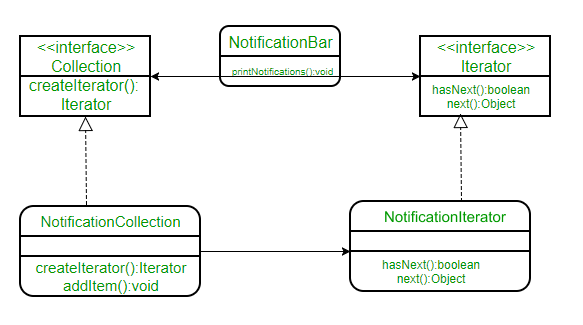 <<interface>>
Collection
createIterator():
Iterator
NotificationBar
printNotifications():void
<<interface>>
Iterator
hasNext():boolean
next():Object
NotificationCollection
createIterator():Iterator
addItem():void
NotificationIterator
hasNext():boolean
next():Object